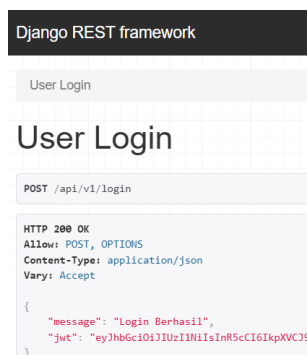 Django REST framework
User Login
User Login
POST /api/v1/login
HTTP 200 OK
Allow: POST, OPTIONS
Content-Type: application/json
Vary: Accept
{
"message": "Login Berhasil",
"jwt": "eyJhbGciOiJIUzI1NiIsInR5cCI6IkpXVCJ9
}